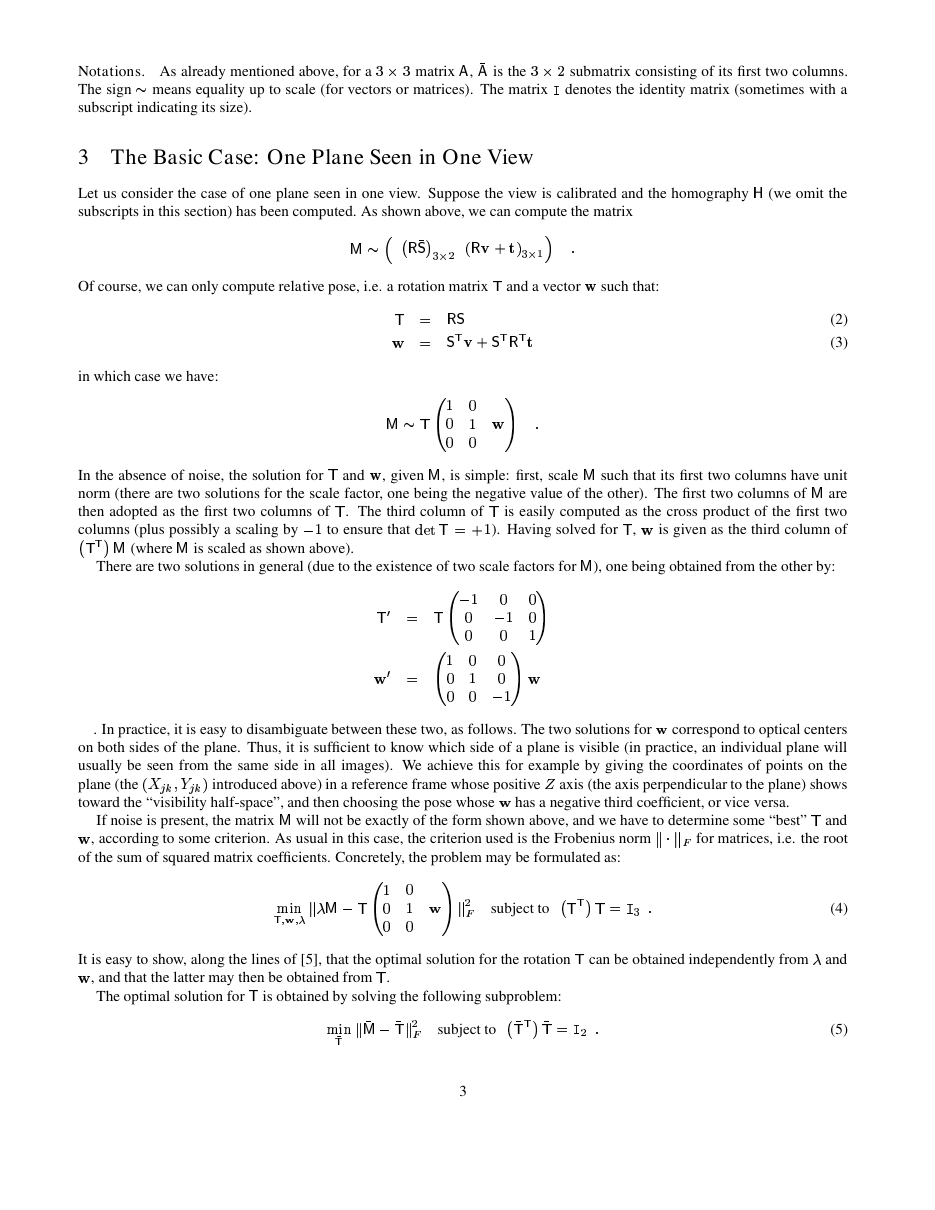 Notations. As already mentioned above, for a 3 × 3 matrix A, Ā is the 3 × 2 submatrix consisting of its first two columns.
The sign ∼ means equality up to scale (for vectors or matrices). The matrix I denotes the identity matrix (sometimes with a
subscript indicating its size).
3 The Basic Case: One Plane Seen in One View
Let us consider the case of one plane seen in one view. Suppose the view is calibrated and the homography H (we omit the
subscripts in this section) has been computed. As shown above, we can compute the matrix
M ∼ ( (RS̄)₃ₓ₂ (Rv + t)₃ₓ₁ ) .
Of course, we can only compute relative pose, i.e. a rotation matrix T and a vector w such that:
T = RS (2)
w = Sᵀv + SᵀRᵀt (3)
in which case we have:
1 0
M ∼ T ( 0 1 w ) .
0 0
In the absence of noise, the solution for T and w, given M, is simple: first, scale M such that its first two columns have unit
norm (there are two solutions for the scale factor, one being the negative value of the other). The first two columns of M are
then adopted as the first two columns of T. The third column of T is easily computed as the cross product of the first two
columns (plus possibly a scaling by −1 to ensure that det T = +1). Having solved for T, w is given as the third column of
(Tᵀ) M (where M is scaled as shown above).
There are two solutions in general (due to the existence of two scale factors for M), one being obtained from the other by:
−1 0 0
T′ = T ( 0 −1 0 )
0 0 1
1 0 0
w′ = ( 0 1 0 ) w
0 0 −1
. In practice, it is easy to disambiguate between these two, as follows. The two solutions for w correspond to optical centers
on both sides of the plane. Thus, it is sufficient to know which side of a plane is visible (in practice, an individual plane will
usually be seen from the same side in all images). We achieve this for example by giving the coordinates of points on the
plane (the (Xⱼₖ, Yⱼₖ) introduced above) in a reference frame whose positive Z axis (the axis perpendicular to the plane) shows
toward the “visibility half-space”, and then choosing the pose whose w has a negative third coefficient, or vice versa.
If noise is present, the matrix M will not be exactly of the form shown above, and we have to determine some “best” T and
w, according to some criterion. As usual in this case, the criterion used is the Frobenius norm ‖ · ‖F for matrices, i.e. the root
of the sum of squared matrix coefficients. Concretely, the problem may be formulated as:
1 0
min T,w,λ ‖λM − T ( 0 1 w ) ‖²F subject to (Tᵀ) T = I₃ . (4)
0 0
It is easy to show, along the lines of [5], that the optimal solution for the rotation T can be obtained independently from λ and
w, and that the latter may then be obtained from T.
The optimal solution for T is obtained by solving the following subproblem:
min T̄ ‖M̄ − T̄‖²F subject to (T̄ᵀ) T̄ = I₂ . (5)
3